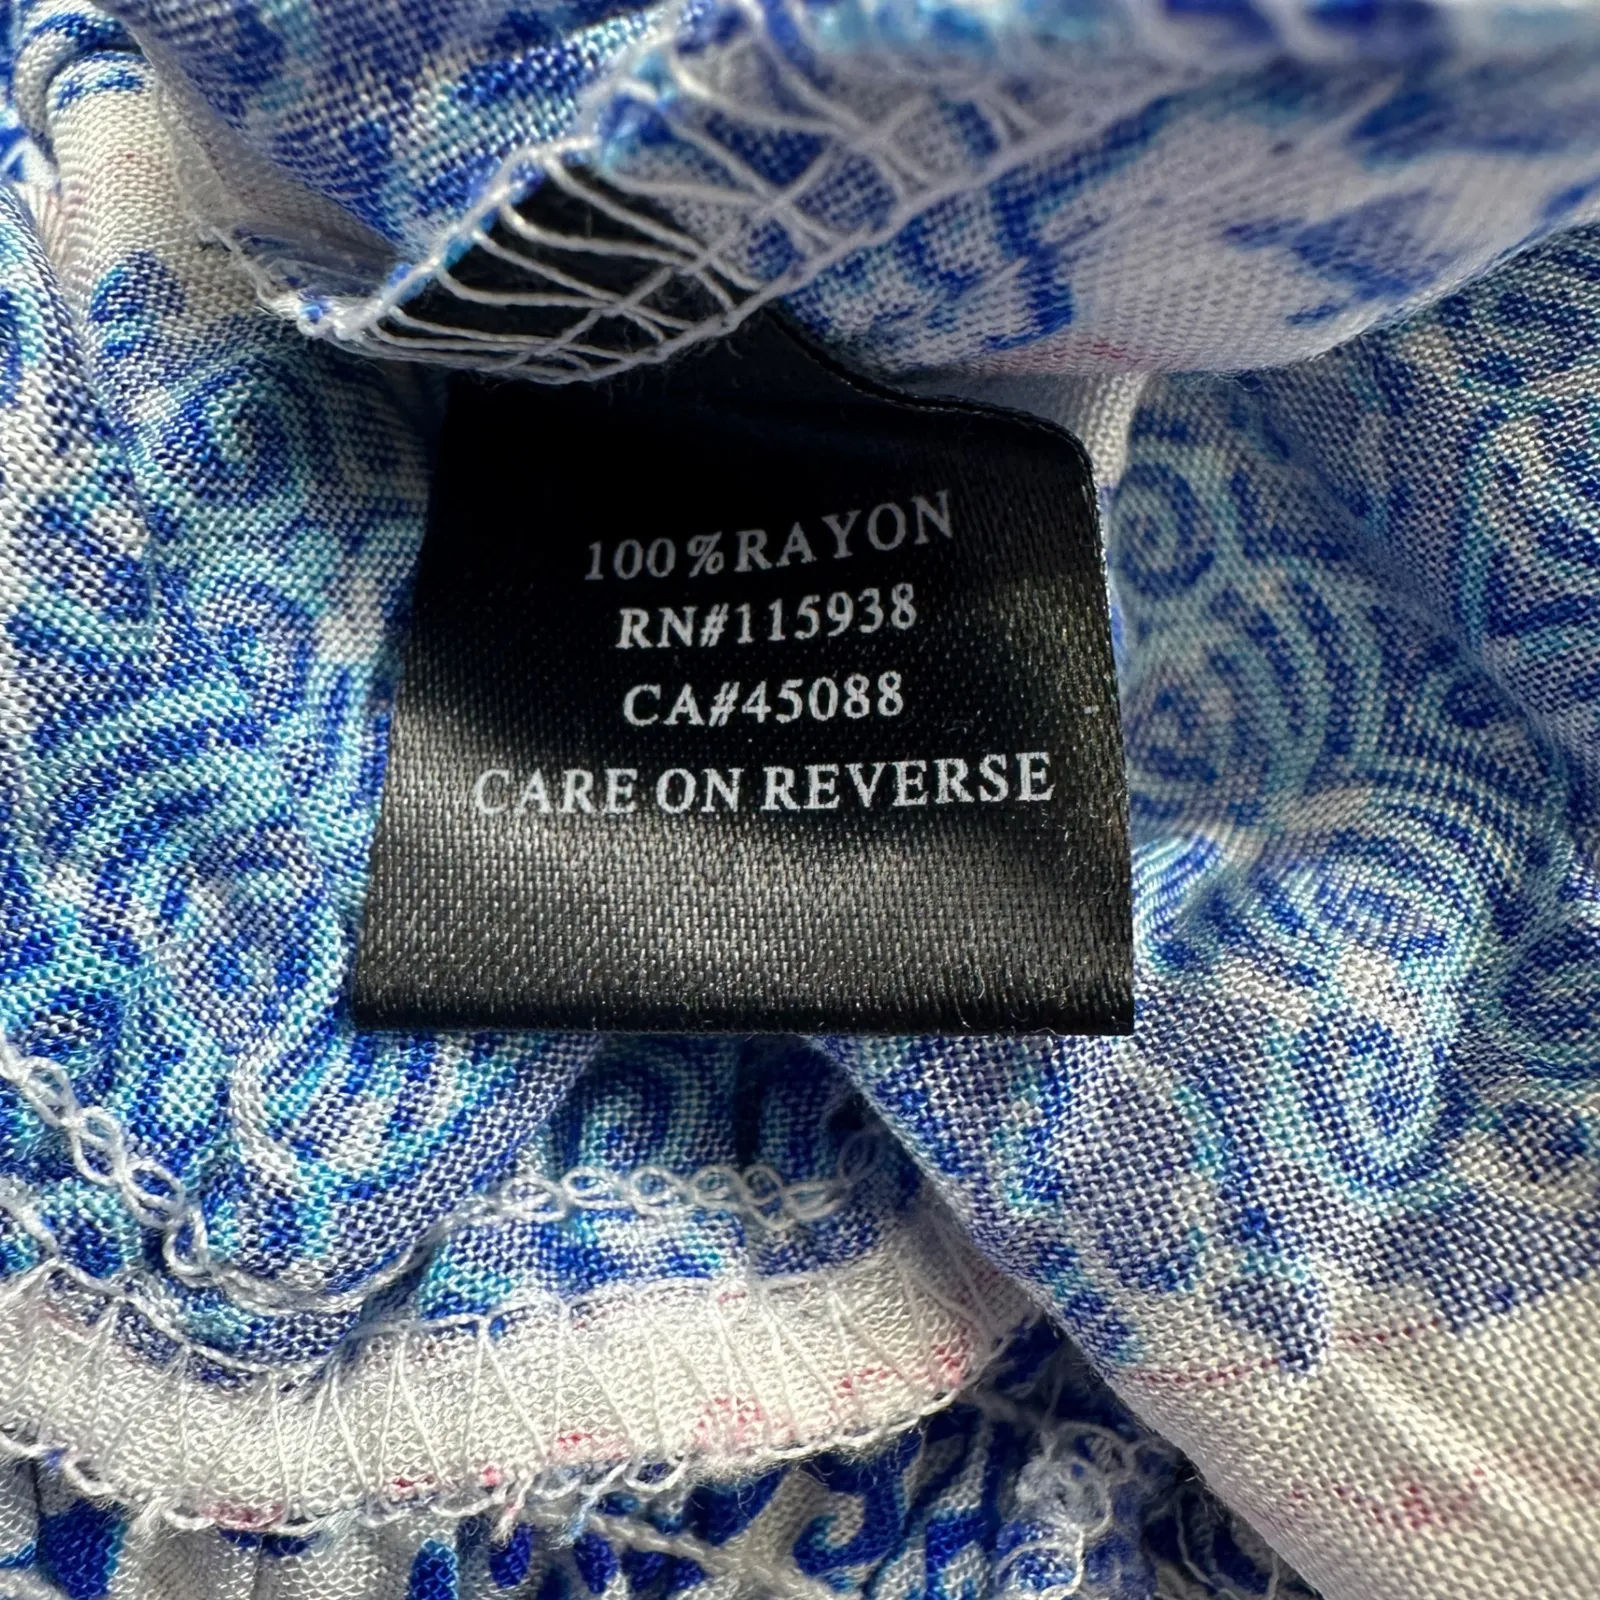 100%RAYON
RN#115938
CA#45088
CARE ON REVERSE